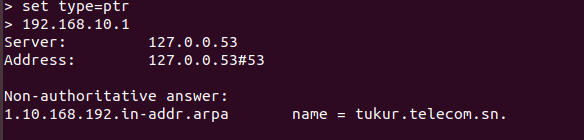 > set type=ptr
> 192.168.10.1
Server: 127.0.0.53
Address: 127.0.0.53#53
Non-authoritative answer:
1.10.168.192.in-addr.arpa name = tukur.telecom.sn.